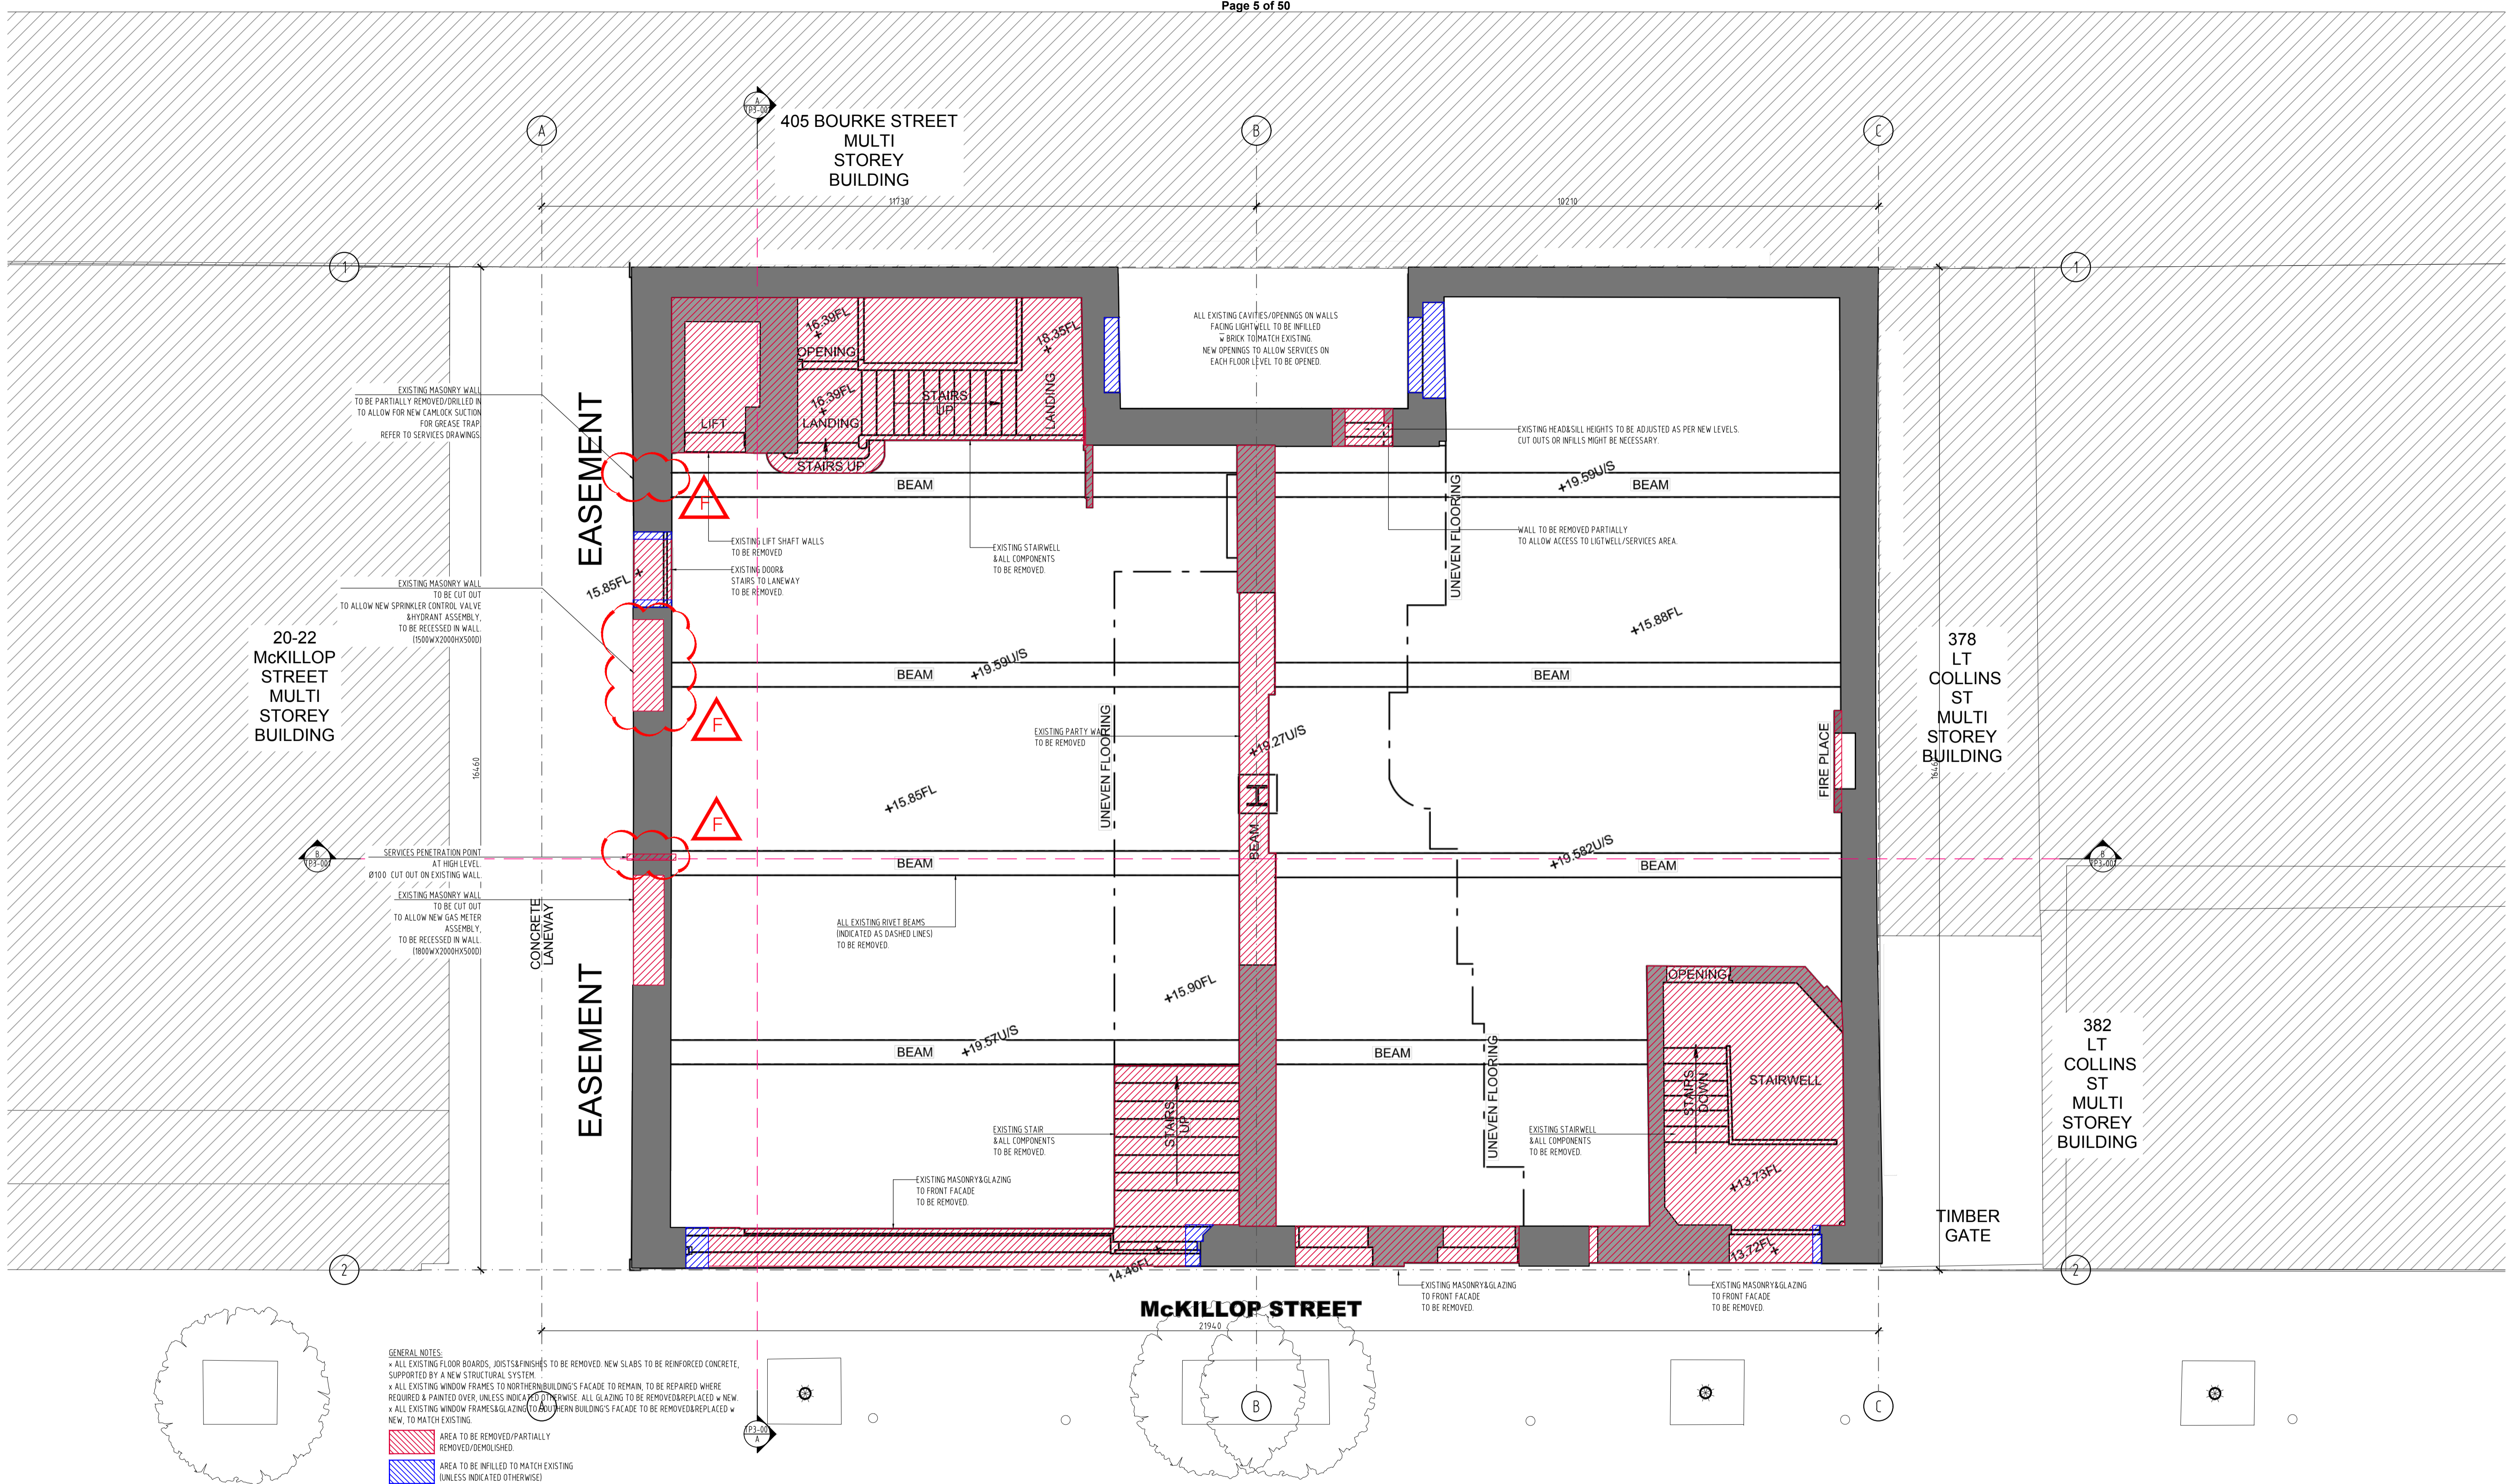 Page 5 of 50
A
TP3-001
405 BOURKE STREET
MULTI
STOREY
BUILDING
A
B
C
11730
10210
1
1
16.39FL
OPENING
18.35FL
LANDING
16.39FL
LANDING
STAIRS
UP
LIFT
STAIRS UP
ALL EXISTING CAVITIES/OPENINGS ON WALLS
FACING LIGHTWELL TO BE INFILLED
w BRICK TO MATCH EXISTING.
NEW OPENINGS TO ALLOW SERVICES ON
EACH FLOOR LEVEL TO BE OPENED.
EXISTING MASONRY WALL
TO BE PARTIALLY REMOVED/DRILLED IN
TO ALLOW FOR NEW CAMLOCK SUCTION
FOR GREASE TRAP.
REFER TO SERVICES DRAWINGS.
EASEMENT
EXISTING HEAD&SILL HEIGHTS TO BE ADJUSTED AS PER NEW LEVELS.
CUT OUTS OR INFILLS MIGHT BE NECESSARY.
BEAM
+19.59U/S
BEAM
F
UNEVEN FLOORING
WALL TO BE REMOVED PARTIALLY
TO ALLOW ACCESS TO LIGTWELL/SERVICES AREA.
EXISTING LIFT SHAFT WALLS
TO BE REMOVED.
EXISTING DOOR&
STAIRS TO LANEWAY
TO BE REMOVED.
EXISTING STAIRWELL
&ALL COMPONENTS
TO BE REMOVED.
15.85FL +
EXISTING MASONRY WALL
TO BE CUT OUT
TO ALLOW NEW SPRINKLER CONTROL VALVE
&HYDRANT ASSEMBLY,
TO BE RECESSED IN WALL.
(1500WX2000HX500D)
20-22
McKILLOP
STREET
MULTI
STOREY
BUILDING
+15.88FL
378
LT
COLLINS
ST
MULTI
STOREY
BUILDING
BEAM
+19.59U/S
BEAM
F
UNEVEN FLOORING
EXISTING PARTY WALL
TO BE REMOVED
+19.27U/S
FIRE PLACE
16460
16460
+15.85FL
F
BEAM
B
TP3-001
SERVICES PENETRATION POINT
AT HIGH LEVEL.
Ø100 CUT OUT ON EXISTING WALL.
BEAM
+19.582U/S
BEAM
B
TP3-001
EXISTING MASONRY WALL
TO BE CUT OUT
TO ALLOW NEW GAS METER
ASSEMBLY,
TO BE RECESSED IN WALL.
(1800WX2000HX500D)
CONCRETE
LANEWAY
ALL EXISTING RIVET BEAMS
(INDICATED AS DASHED LINES)
TO BE REMOVED.
EASEMENT
+15.90FL
OPENING
BEAM
+19.57U/S
BEAM
UNEVEN FLOORING
STAIRS
DOWN
STAIRWELL
382
LT
COLLINS
ST
MULTI
STOREY
BUILDING
STAIRS
UP
EXISTING STAIR
&ALL COMPONENTS
TO BE REMOVED.
EXISTING STAIRWELL
&ALL COMPONENTS
TO BE REMOVED.
+13.73FL
EXISTING MASONRY&GLAZING
TO FRONT FACADE
TO BE REMOVED.
TIMBER
GATE
13.72FL
+
2
14.46FL
2
EXISTING MASONRY&GLAZING
TO FRONT FACADE
TO BE REMOVED.
EXISTING MASONRY&GLAZING
TO FRONT FACADE
TO BE REMOVED.
McKILLOP STREET
21940
GENERAL NOTES:
x ALL EXISTING FLOOR BOARDS, JOISTS&FINISHES TO BE REMOVED. NEW SLABS TO BE REINFORCED CONCRETE,
SUPPORTED BY A NEW STRUCTURAL SYSTEM.
x ALL EXISTING WINDOW FRAMES TO NORTHERN BUILDING'S FACADE TO REMAIN, TO BE REPAIRED WHERE
REQUIRED & PAINTED OVER, UNLESS INDICATED OTHERWISE. ALL GLAZING TO BE REMOVED&REPLACED w NEW.
x ALL EXISTING WINDOW FRAMES&GLAZING TO SOUTHERN BUILDING'S FACADE TO BE REMOVED&REPLACED w
NEW, TO MATCH EXISTING.
A
B
C
TP3-001
A
AREA TO BE REMOVED/PARTIALLY
REMOVED/DEMOLISHED.
AREA TO BE INFILLED TO MATCH EXISTING
(UNLESS INDICATED OTHERWISE)